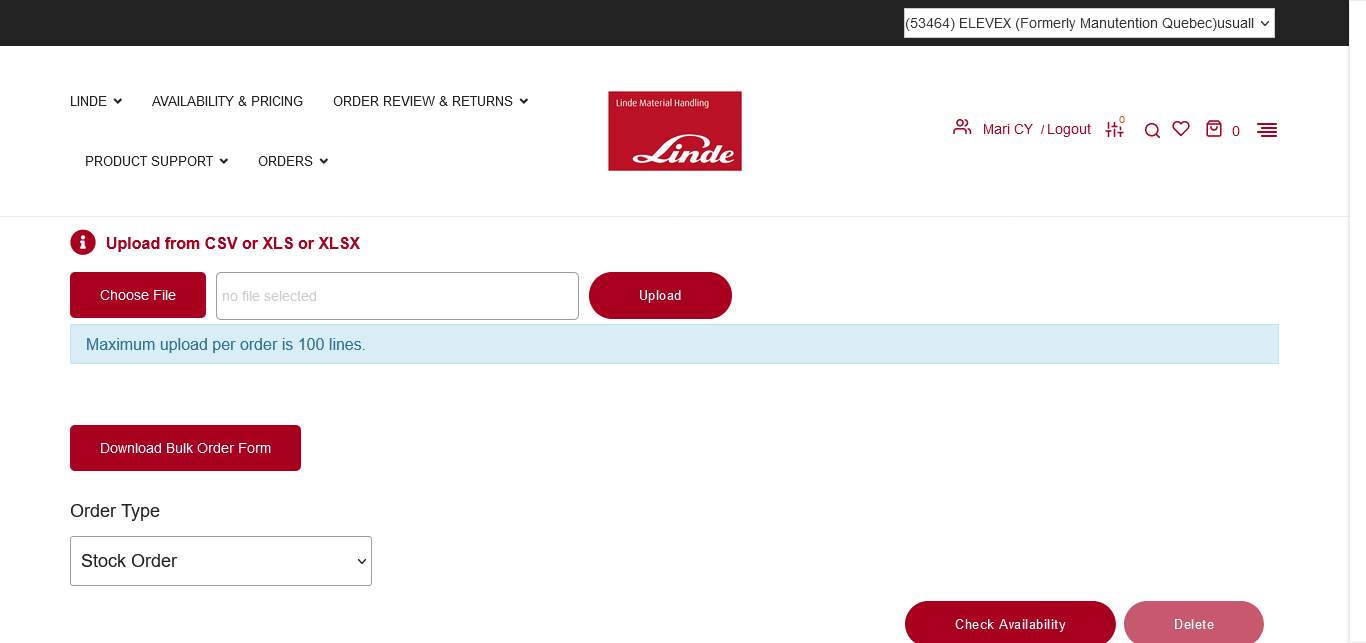 (53464) ELEVEX (Formerly Manutention Quebec)usuall
LINDE
AVAILABILITY & PRICING
ORDER REVIEW & RETURNS
PRODUCT SUPPORT
ORDERS
Linde Material Handling
Linde
Mari CY / Logout
0
0
Upload from CSV or XLS or XLSX
Choose File
no file selected
Upload
Maximum upload per order is 100 lines.
Download Bulk Order Form
Order Type
Stock Order
Check Availability
Delete